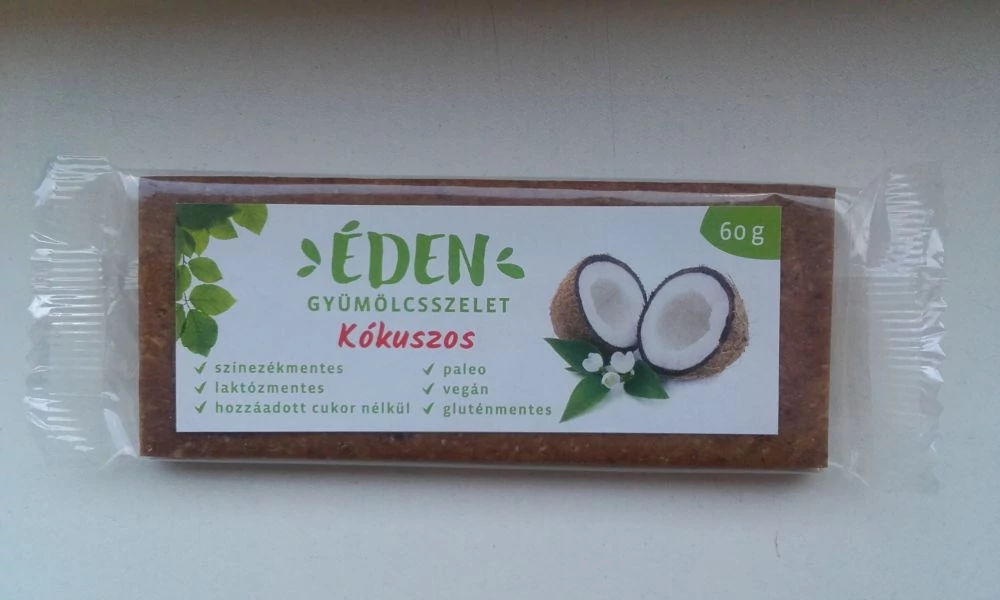 ÉDEN
60 g
GYÜMÖLCSSZELET
Kókuszos
színezékmentes
laktózmentes
hozzáadott cukor nélkül
paleo
vegán
gluténmentes